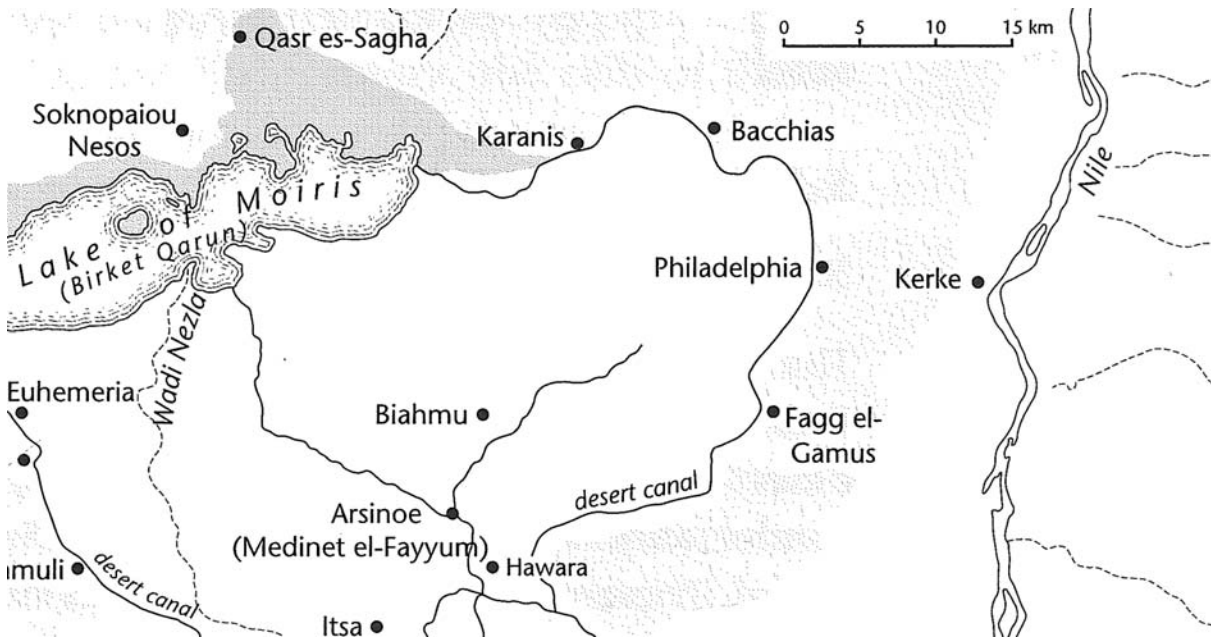 Qasr es-Sagha
0 5 10 15 km
Soknopaiou
Nesos
Karanis
Bacchias
Lake of Moiris
(Birket Qarun)
Nile
Philadelphia
Kerke
Wadi Nezla
Euhemeria
Biahmu
Fagg el-
Gamus
desert canal
Arsinoe
(Medinet el-Fayyum)
Hawara
muli
desert canal
Itsa